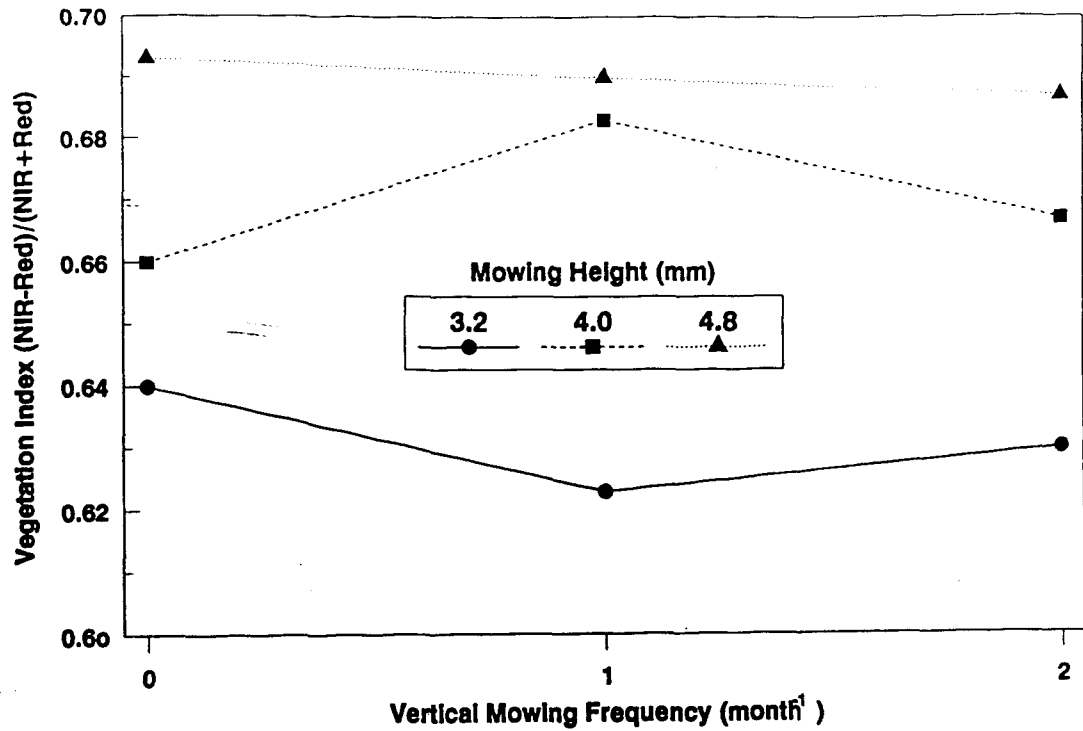 0.70
0.68
0.66
0.64
0.62
0.60
Vegetation Index (NIR-Red)/(NIR+Red)
Mowing Height (mm)
3.2 4.0 4.8
0 1 2
Vertical Mowing Frequency (month⁻¹ )